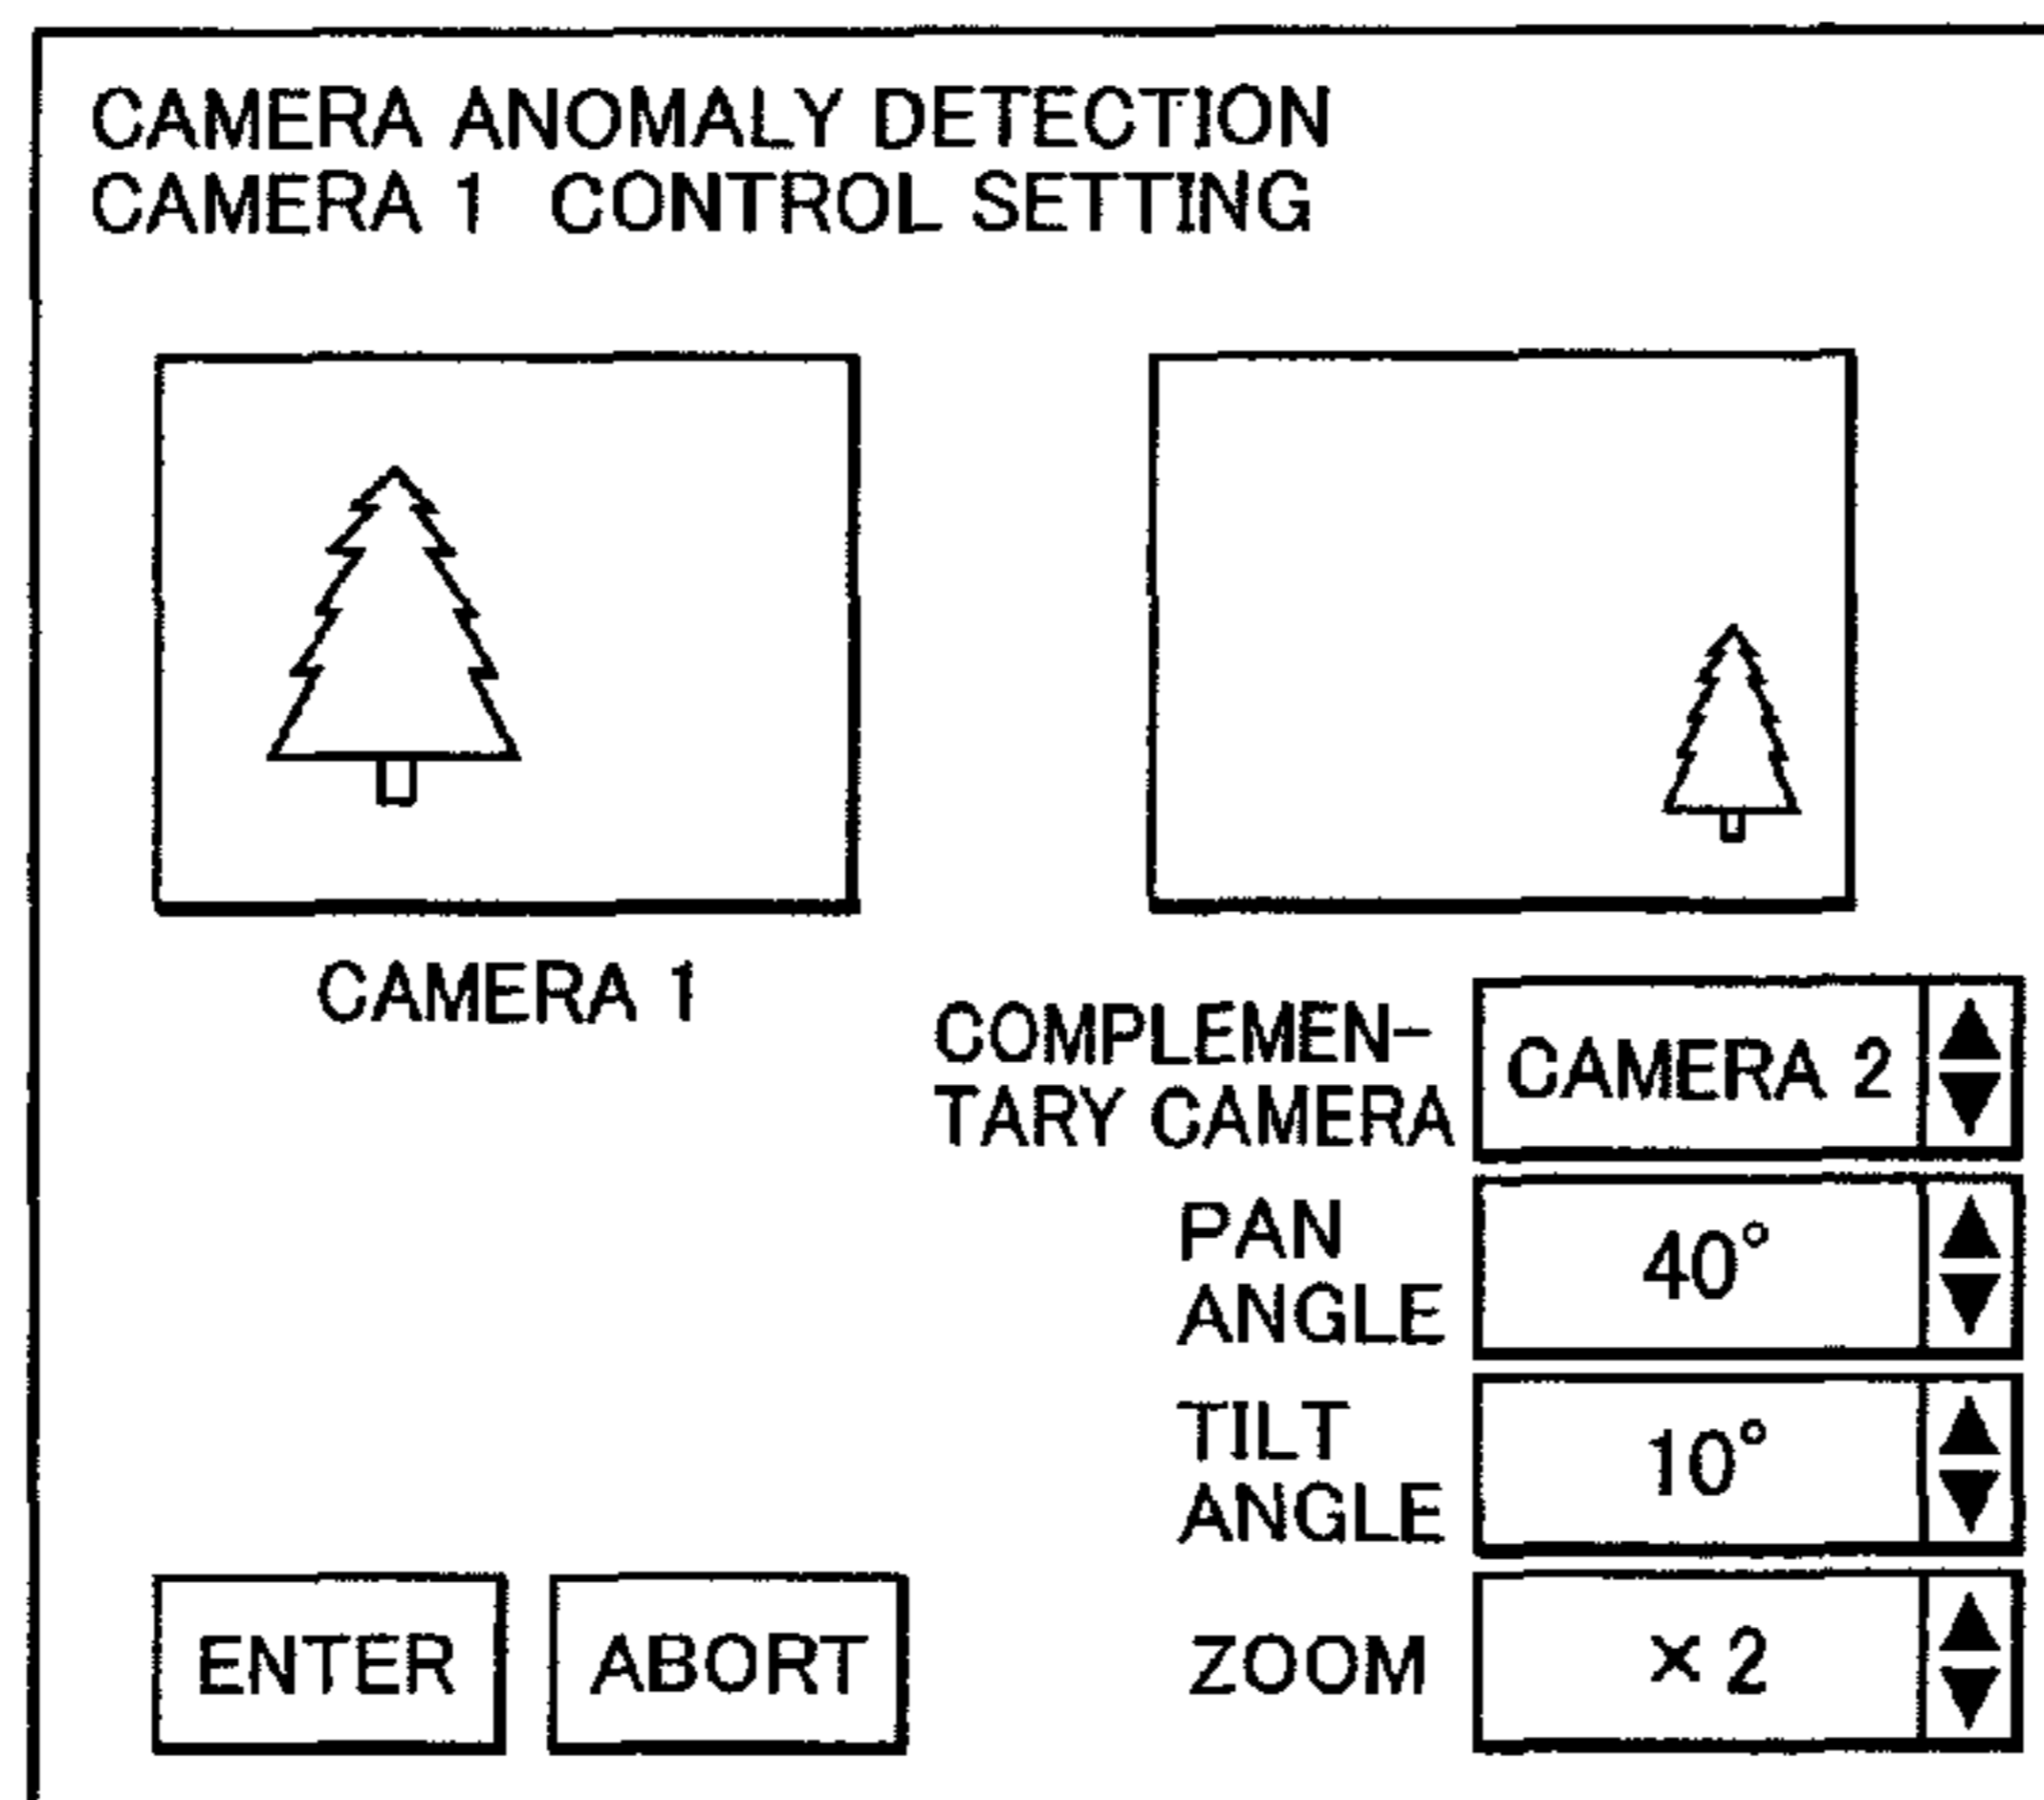 CAMERA ANOMALY DETECTION
CAMERA 1 CONTROL SETTING
CAMERA 1
COMPLEMEN-
TARY CAMERA
CAMERA 2
PAN
ANGLE
40°
TILT
ANGLE
10°
ZOOM
×2
ENTER
ABORT